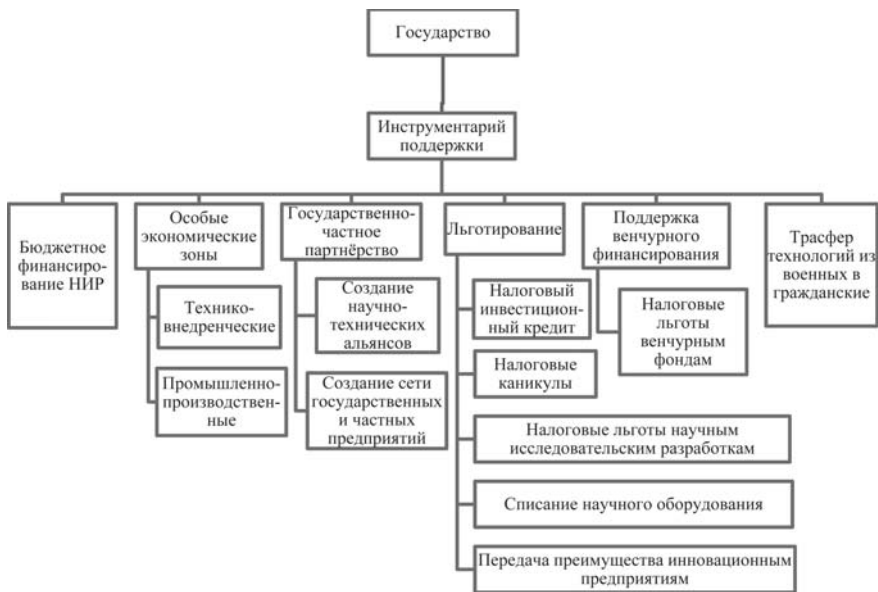 Государство
Инструментарий
поддержки
Бюджетное
финансиро-
вание НИР
Особые
экономические
зоны
Технико-
внедренческие
Промышленно-
производствен-
ные
Государственно-
частное
партнёрство
Создание
научно-
технических
альянсов
Создание сети
государственных
и частных
предприятий
Льготирование
Налоговый
инвестицион-
ный кредит
Налоговые
каникулы
Налоговые льготы научным
исследовательским разработкам
Списание научного оборудования
Передача преимущества инновационным
предприятиям
Поддержка
венчурного
финансирования
Налоговые
льготы
венчурным
фондам
Трасфер
технологий из
военных в
гражданские